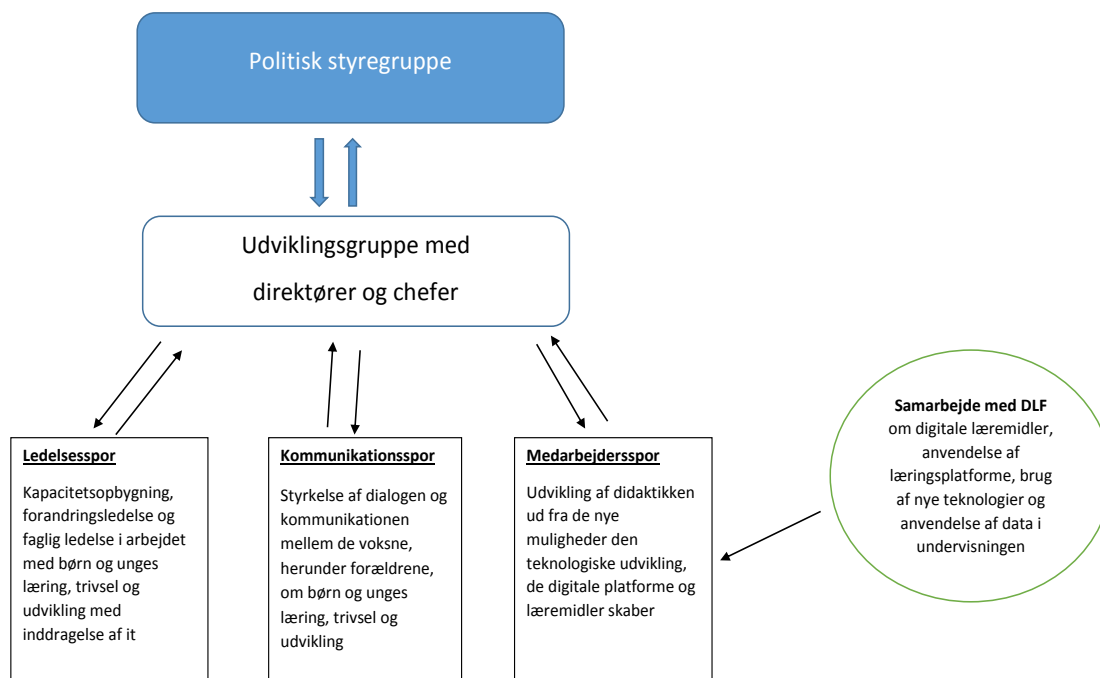 Politisk styregruppe
Udviklingsgruppe med
direktører og chefer
Ledelsesspor
Kapacitetsopbygning,
forandringsledelse og
faglig ledelse i arbejdet
med børn og unges
læring, trivsel og
udvikling med
inddragelse af it
Kommunikationsspor
Styrkelse af dialogen og
kommunikationen
mellem de voksne,
herunder forældrene,
om børn og unges
læring, trivsel og
udvikling
Medarbejdersspor
Udvikling af didaktikken
ud fra de nye
muligheder den
teknologiske udvikling,
de digitale platforme og
læremidler skaber
Samarbejde med DLF
om digitale læremidler,
anvendelse af
læringsplatforme, brug
af nye teknologier og
anvendelse af data i
undervisningen